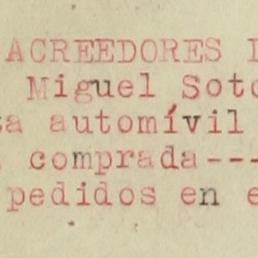 ACREEDORES
Miguel Soto
a automívil
comprada---
pedidos en e